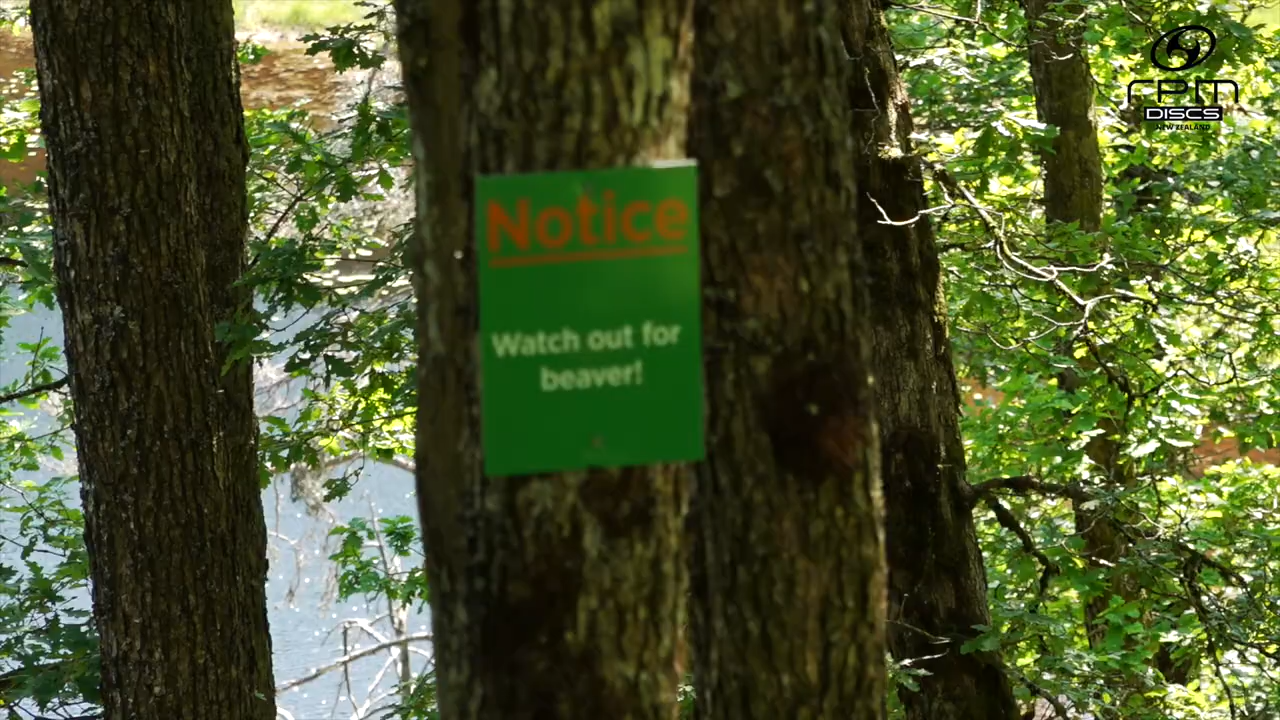 rpm
DISCS
NEW ZEALAND
Notice
Watch out for
beaver!